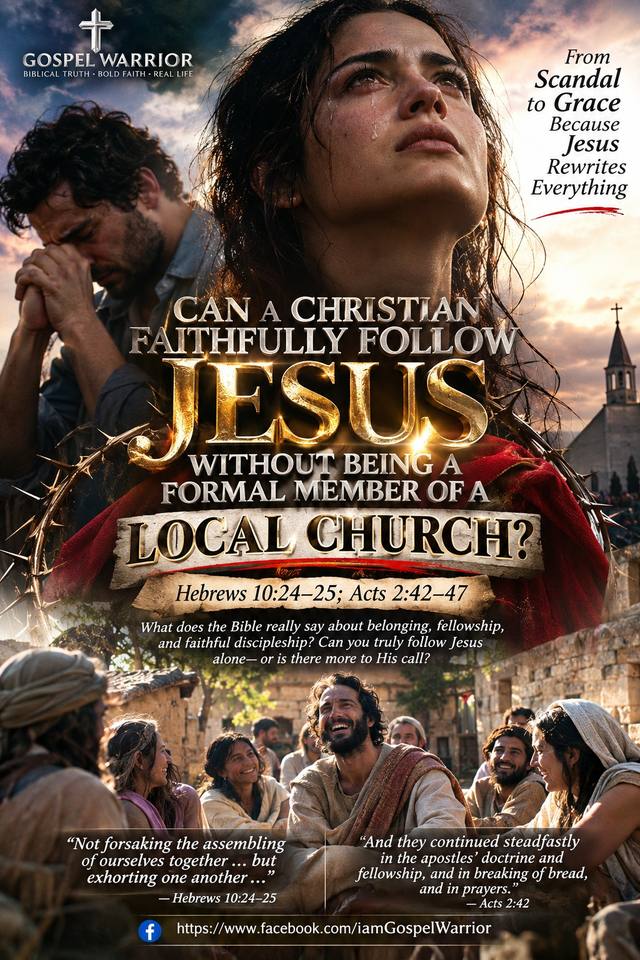 GOSPEL WARRIOR
BIBLICAL TRUTH • BOLD FAITH • REAL LIFE
From
Scandal
to Grace
Because
Jesus
Rewrites
Everything
CAN A CHRISTIAN
FAITHFULLY FOLLOW
JESUS
WITHOUT BEING A
FORMAL MEMBER OF A
LOCAL CHURCH?
Hebrews 10:24–25; Acts 2:42–47
What does the Bible really say about belonging, fellowship,
and faithful discipleship? Can you truly follow Jesus
alone— or is there more to His call?
“Not forsaking the assembling
of ourselves together ... but
exhorting one another ...”
— Hebrews 10:24–25
“And they continued steadfastly
in the apostles’ doctrine and
fellowship, and in breaking of bread,
and in prayers.”
— Acts 2:42
https://www.facebook.com/iamGospelWarrior